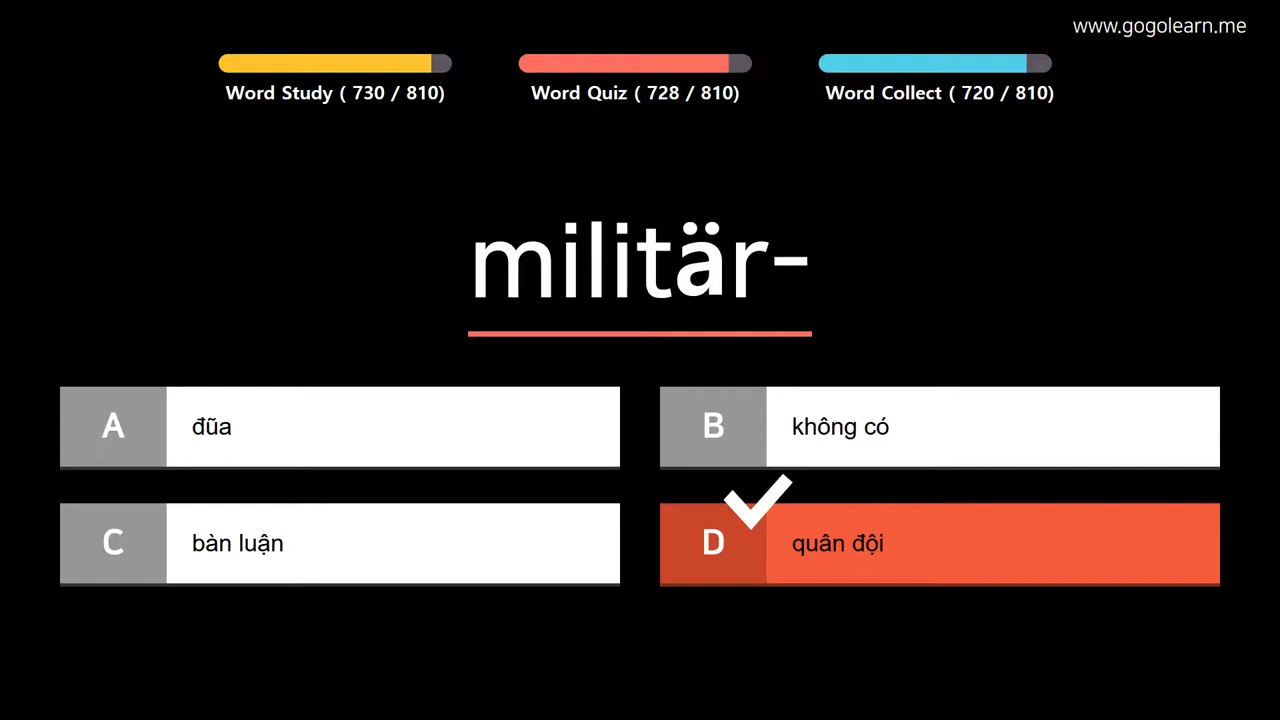 www.gogolearn.me
Word Study ( 730 / 810)
Word Quiz ( 728 / 810)
Word Collect ( 720 / 810)
militär-
A
đũa
B
không có
C
bàn luận
D
quân đội